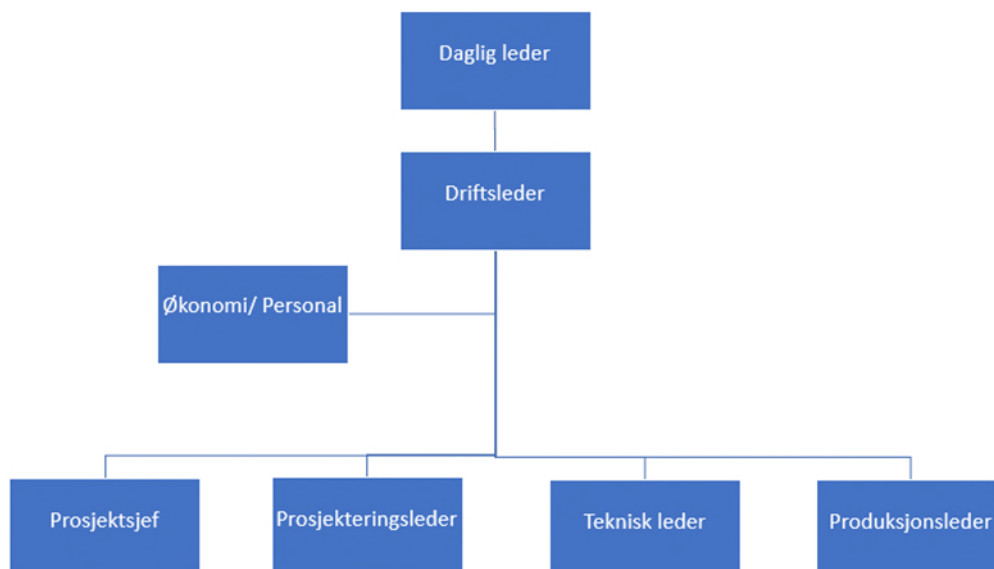 Daglig leder
Driftsleder
Økonomi/ Personal
Prosjektsjef
Prosjekteringsleder
Teknisk leder
Produksjonsleder